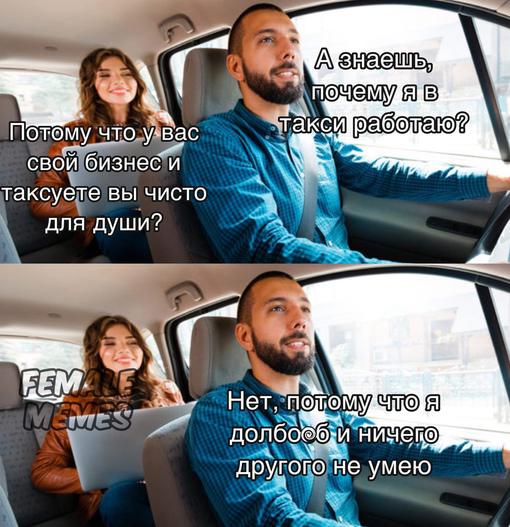 А знаешь,
почему я в
такси работаю?
Потому что у вас
свой бизнес и
таксуете вы чисто
для души?
FEMALE
MEMES
Нет, потому что я
долбоеб и ничего
другого не умею